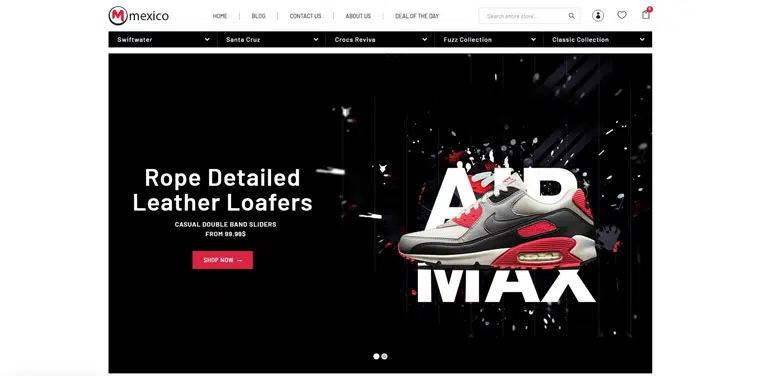 M mexico
HOME
BLOG
CONTACT US
ABOUT US
DEAL OF THE DAY
Search entire store...
Swiftwater
Santa Cruz
Crocs Reviva
Fuzz Collection
Classic Collection
Rope Detailed
Leather Loafers
CASUAL DOUBLE BAND SLIDERS
FROM 99.99$
SHOP NOW →
AIR
MAX